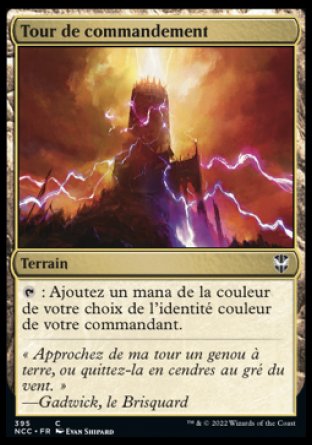 Tour de commandement
Terrain
: Ajoutez un mana de la couleur
de votre choix de l'identité couleur
de votre commandant.
« Approchez de ma tour un genou à
terre, ou quittez-la en cendres au gré du
vent. »
—Gadwick, le Brisquard
395 C
NCC • FR Evan Shipard
™ & © 2022 Wizards of the Coast